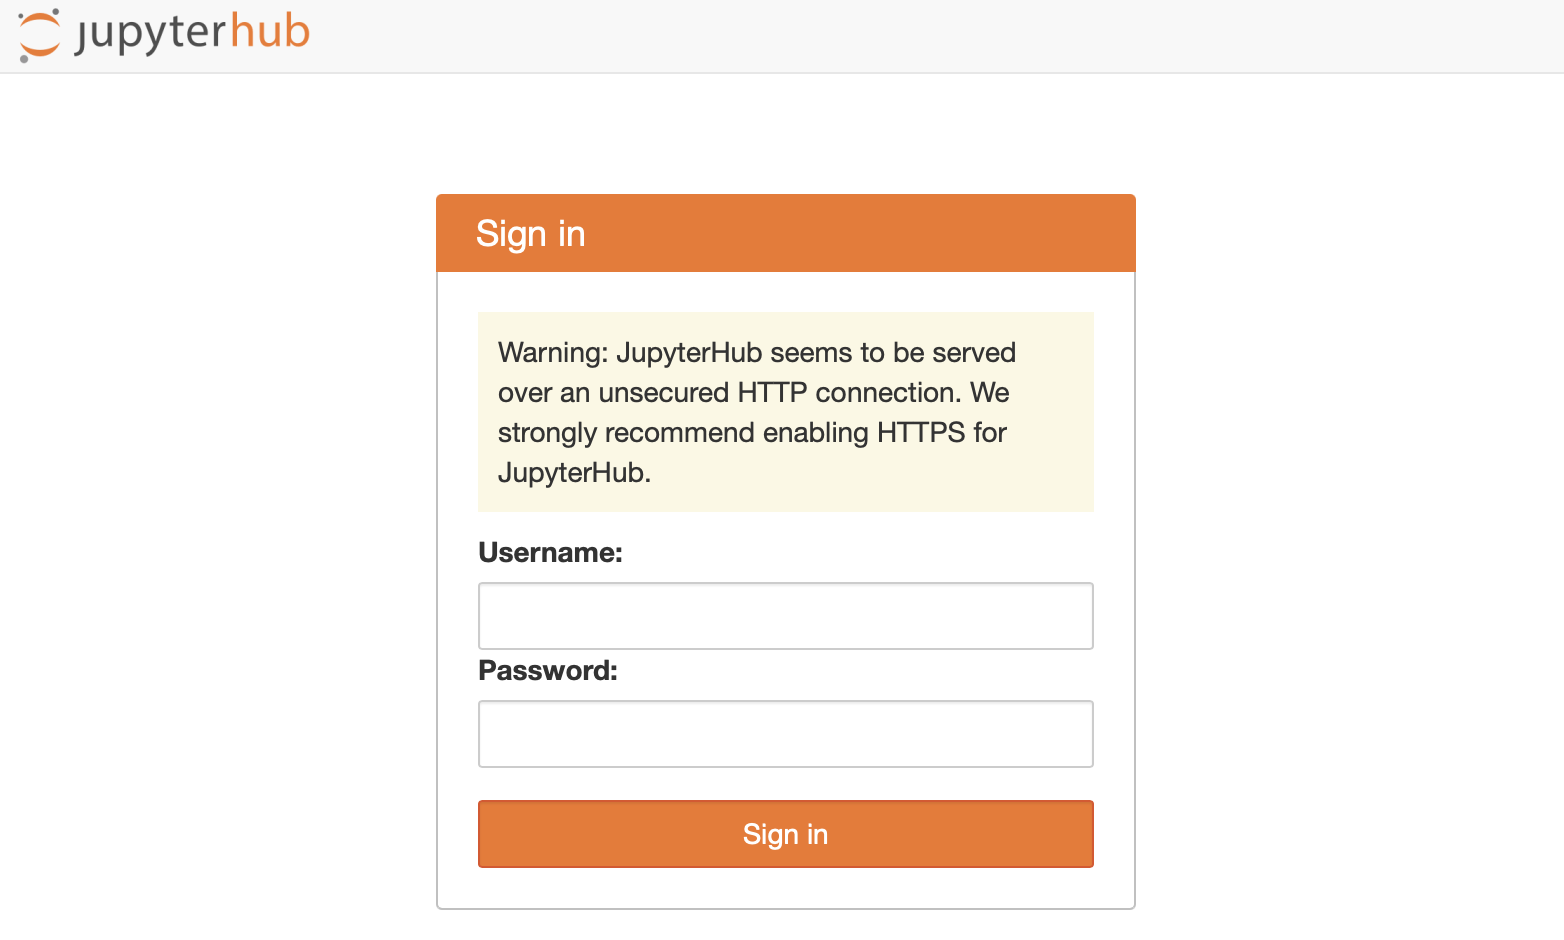 jupyterhub
Sign in
Warning: JupyterHub seems to be served
over an unsecured HTTP connection. We
strongly recommend enabling HTTPS for
JupyterHub.
Username:
Password:
Sign in